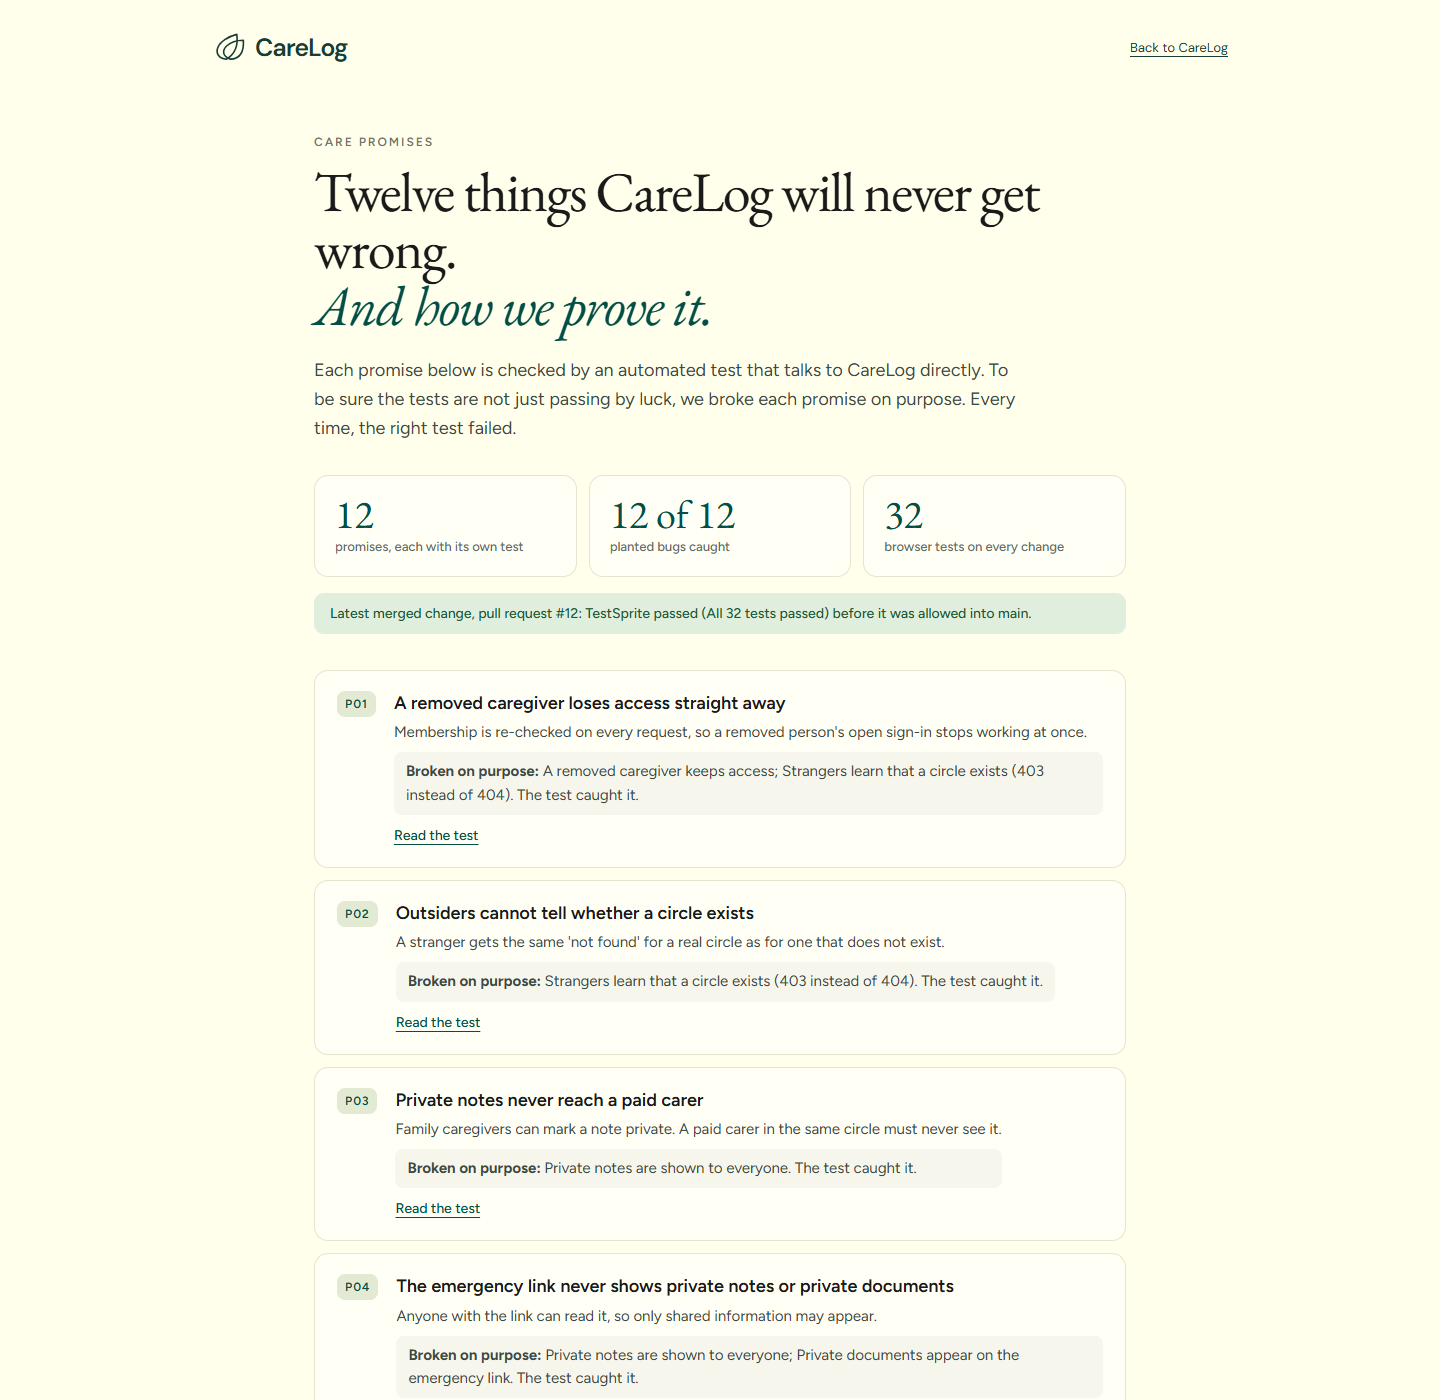 CareLog
Back to CareLog
CARE PROMISES
Twelve things CareLog will never get
wrong.
And how we prove it.
Each promise below is checked by an automated test that talks to CareLog directly. To
be sure the tests are not just passing by luck, we broke each promise on purpose. Every
time, the right test failed.
12
promises, each with its own test
12 of 12
planted bugs caught
32
browser tests on every change
Latest merged change, pull request #12: TestSprite passed (All 32 tests passed) before it was allowed into main.
P01
A removed caregiver loses access straight away
Membership is re-checked on every request, so a removed person's open sign-in stops working at once.
Broken on purpose: A removed caregiver keeps access; Strangers learn that a circle exists (403
instead of 404). The test caught it.
Read the test
P02
Outsiders cannot tell whether a circle exists
A stranger gets the same 'not found' for a real circle as for one that does not exist.
Broken on purpose: Strangers learn that a circle exists (403 instead of 404). The test caught it.
Read the test
P03
Private notes never reach a paid carer
Family caregivers can mark a note private. A paid carer in the same circle must never see it.
Broken on purpose: Private notes are shown to everyone. The test caught it.
Read the test
P04
The emergency link never shows private notes or private documents
Anyone with the link can read it, so only shared information may appear.
Broken on purpose: Private notes are shown to everyone; Private documents appear on the
emergency link. The test caught it.